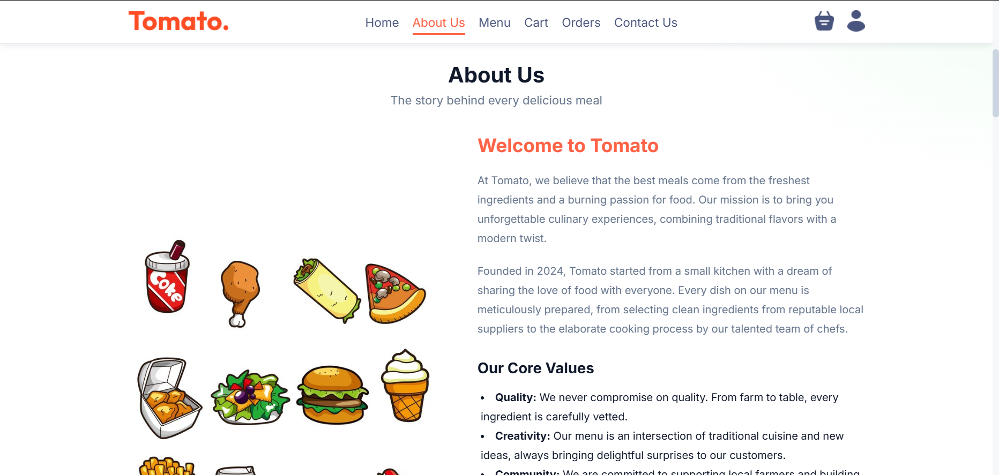 Tomato.
Home About Us Menu Cart Orders Contact Us
About Us
The story behind every delicious meal
Welcome to Tomato
At Tomato, we believe that the best meals come from the freshest
ingredients and a burning passion for food. Our mission is to bring you
unforgettable culinary experiences, combining traditional flavors with a
modern twist.
Founded in 2024, Tomato started from a small kitchen with a dream of
sharing the love of food with everyone. Every dish on our menu is
meticulously prepared, from selecting clean ingredients from reputable local
suppliers to the elaborate cooking process by our talented team of chefs.
Coke
Our Core Values
• Quality: We never compromise on quality. From farm to table, every
ingredient is carefully vetted.
• Creativity: Our menu is an intersection of traditional cuisine and new
ideas, always bringing delightful surprises to our customers.
• Community: We are committed to supporting local farmers and building